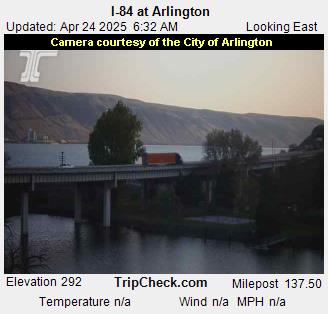 I-84 at Arlington
Updated: Apr 24 2025 6:32 AM Looking East
Camera courtesy of the City of Arlington
Elevation 292 TripCheck.com Milepost 137.50
Temperature n/a Wind n/a MPH n/a